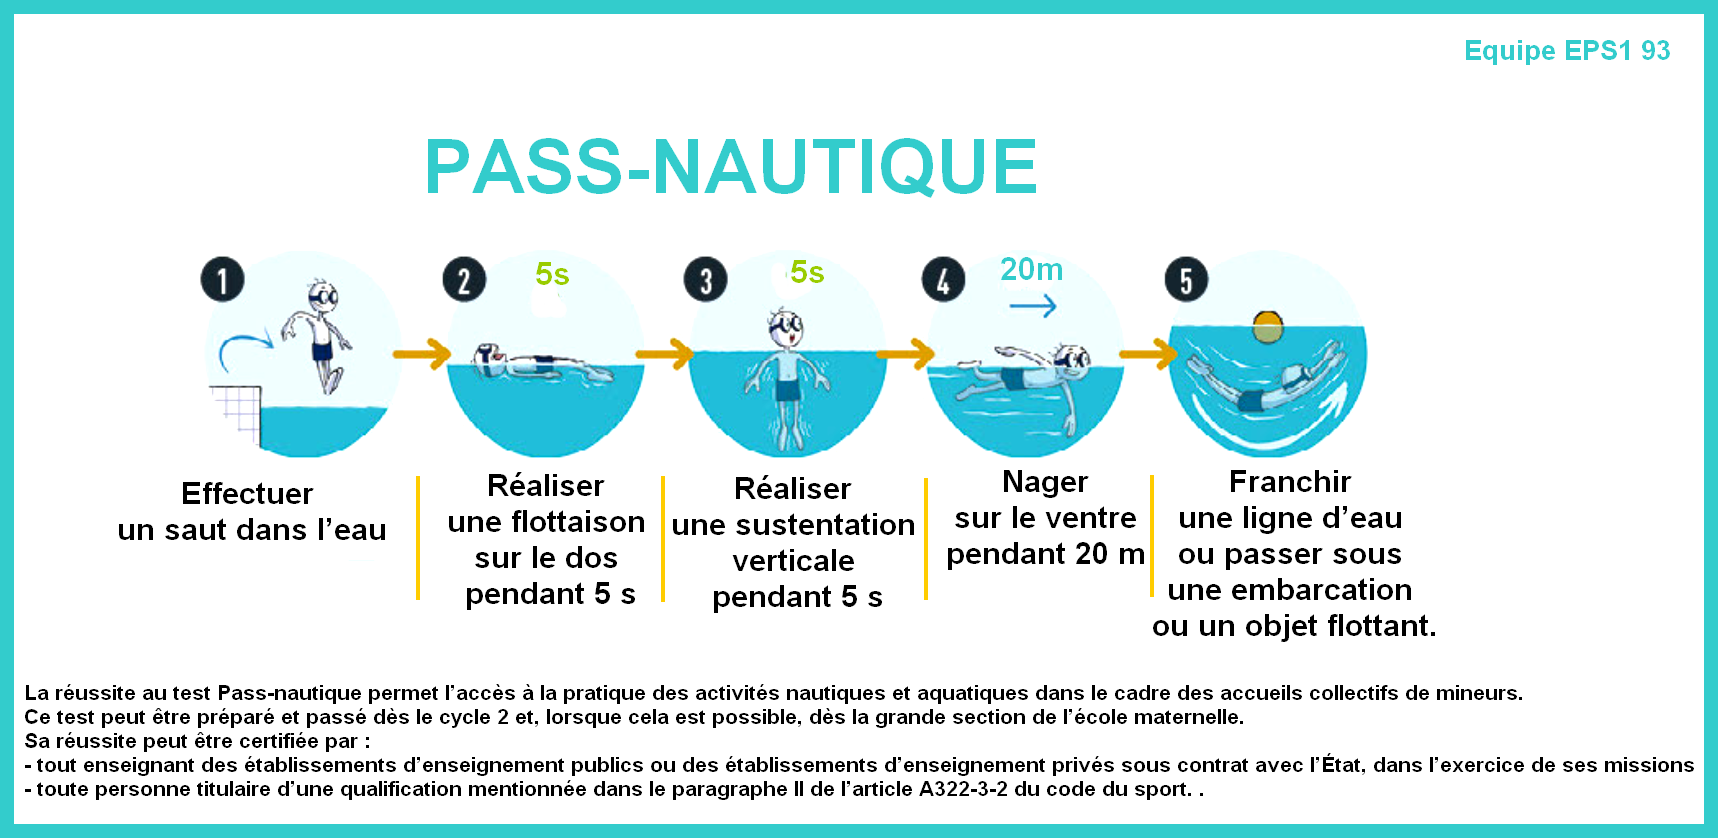 Equipe EPS1 93
PASS-NAUTIQUE
1
2
5s
3
5s
4
20m
5
Effectuer
un saut dans l’eau
Réaliser
une flottaison
sur le dos
pendant 5 s
Réaliser
une sustentation
verticale
pendant 5 s
Nager
sur le ventre
pendant 20 m
Franchir
une ligne d’eau
ou passer sous
une embarcation
ou un objet flottant.
La réussite au test Pass-nautique permet l’accès à la pratique des activités nautiques et aquatiques dans le cadre des accueils collectifs de mineurs.
Ce test peut être préparé et passé dès le cycle 2 et, lorsque cela est possible, dès la grande section de l’école maternelle.
Sa réussite peut être certifiée par :
- tout enseignant des établissements d’enseignement publics ou des établissements d’enseignement privés sous contrat avec l’État, dans l’exercice de ses missions
- toute personne titulaire d’une qualification mentionnée dans le paragraphe II de l’article A322-3-2 du code du sport. .